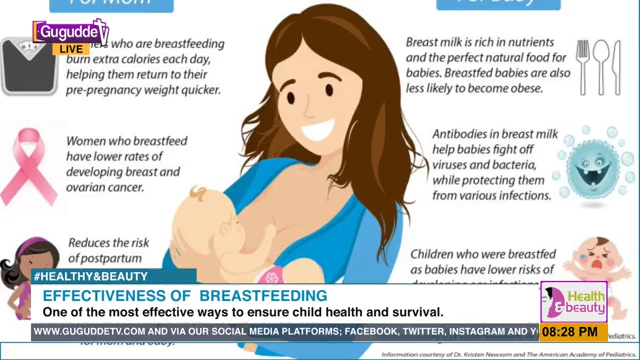 For Mom
For Baby
Gugudde TV
LIVE
who are breastfeeding
burn extra calories each day,
helping them return to their
pre-pregnancy weight quicker.
Women who breastfeed
have lower rates of
developing breast and
ovarian cancer.
Reduces the risk
of postpartum
Breast milk is rich in nutrients
and the perfect natural food for
babies. Breastfed babies are also
less likely to become obese.
Antibodies in breast milk
help babies fight off
viruses and bacteria,
while protecting them
from various infections.
Children who were breastfed
as babies have lower risks of
#HEALTHY&BEAUTY
EFFECTIVENESS OF BREASTFEEDING
One of the most effective ways to ensure child health and survival.
Health
& beauty
WWW.GUGUDDETV.COM AND VIA OUR SOCIAL MEDIA PLATFORMS; FACEBOOK, TWITTER, INSTAGRAM AND Y
08:28 PM
for mom and baby.
Information courtesy of Dr. Kristen Newsom and The American Academy of Pediatrics.